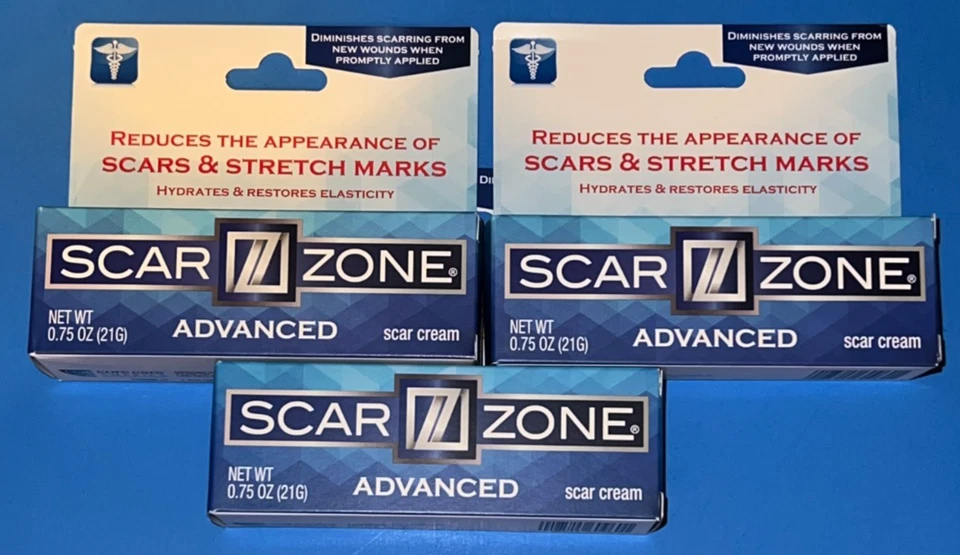 DIMINISHES SCARRING FROM
NEW WOUNDS WHEN
PROMPTLY APPLIED
REDUCES THE APPEARANCE OF
SCARS & STRETCH MARKS
HYDRATES & RESTORES ELASTICITY
SCAR Z ZONE®
NET WT
0.75 OZ (21G)
ADVANCED
scar cream
DIMINISHES SCARRING FROM
NEW WOUNDS WHEN
PROMPTLY APPLIED
REDUCES THE APPEARANCE OF
SCARS & STRETCH MARKS
HYDRATES & RESTORES ELASTICITY
SCAR Z ZONE®
NET WT
0.75 OZ (21G)
ADVANCED
scar cream
DI
SCAR Z ZONE®
NET WT
0.75 OZ (21G)
ADVANCED
scar cream